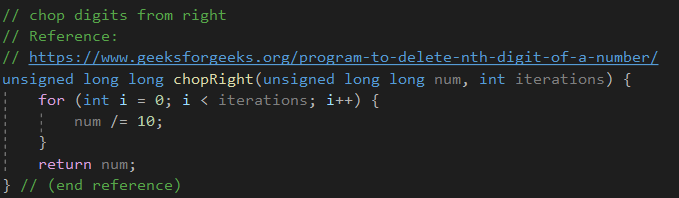 // chop digits from right
// Reference:
// https://www.geeksforgeeks.org/program-to-delete-nth-digit-of-a-number/
unsigned long long chopRight(unsigned long long num, int iterations) {
    for (int i = 0; i < iterations; i++) {
        num /= 10;
    }
    return num;
} // (end reference)